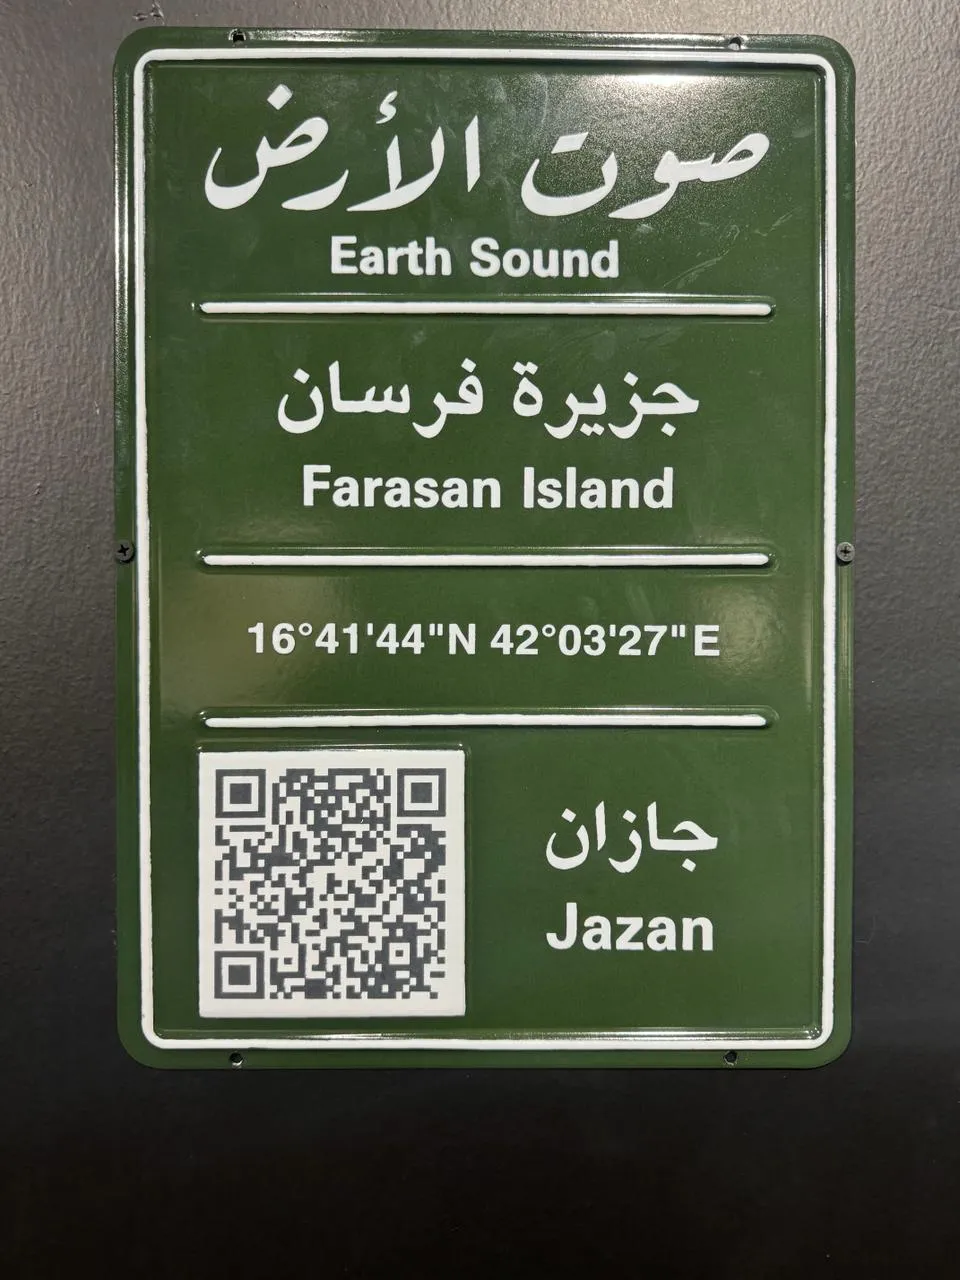 صوت الأرض
Earth Sound
جزيرة فرسان
Farasan Island
16°41'44"N 42°03'27"E
جازان
Jazan